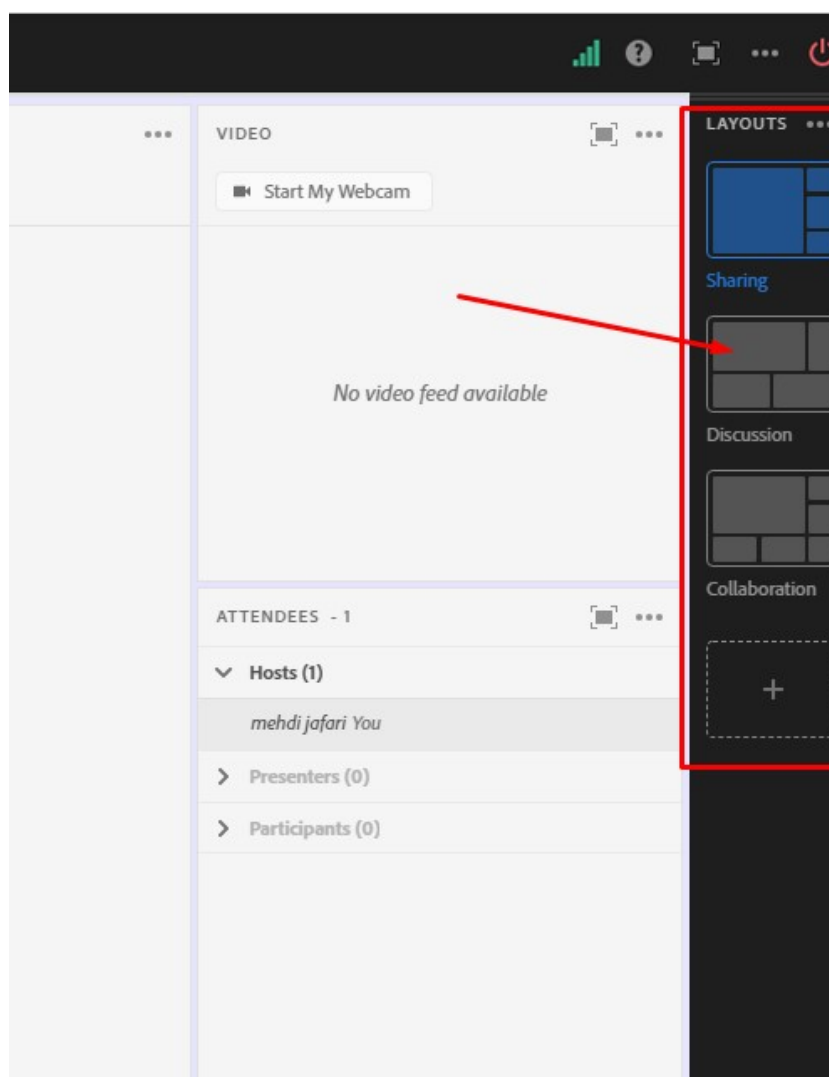 VIDEO
Start My Webcam
No video feed available
ATTENDEES - 1
Hosts (1)
mehdi jafari You
Presenters (0)
Participants (0)
LAYOUTS
Sharing
Discussion
Collaboration